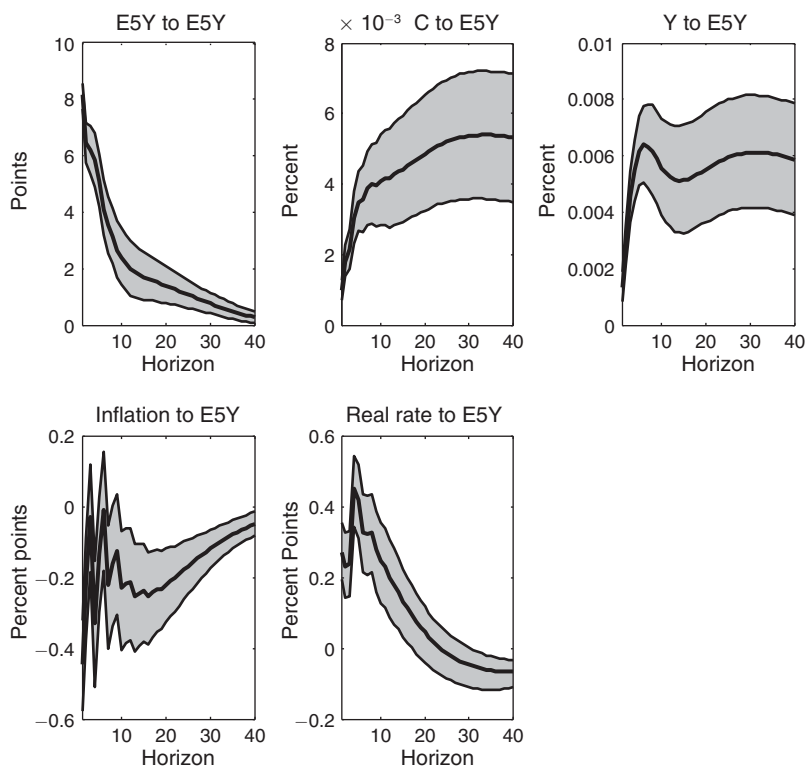 E5Y to E5Y
Points
10
8
6
4
2
0
10 20 30 40
Horizon
× 10⁻³ C to E5Y
Percent
8
6
4
2
0
10 20 30 40
Horizon
Y to E5Y
Percent
0.01
0.008
0.006
0.004
0.002
0
10 20 30 40
Horizon
Inflation to E5Y
Percent points
0.2
0
−0.2
−0.4
−0.6
10 20 30 40
Horizon
Real rate to E5Y
Percent Points
0.6
0.4
0.2
0
−0.2
10 20 30 40
Horizon